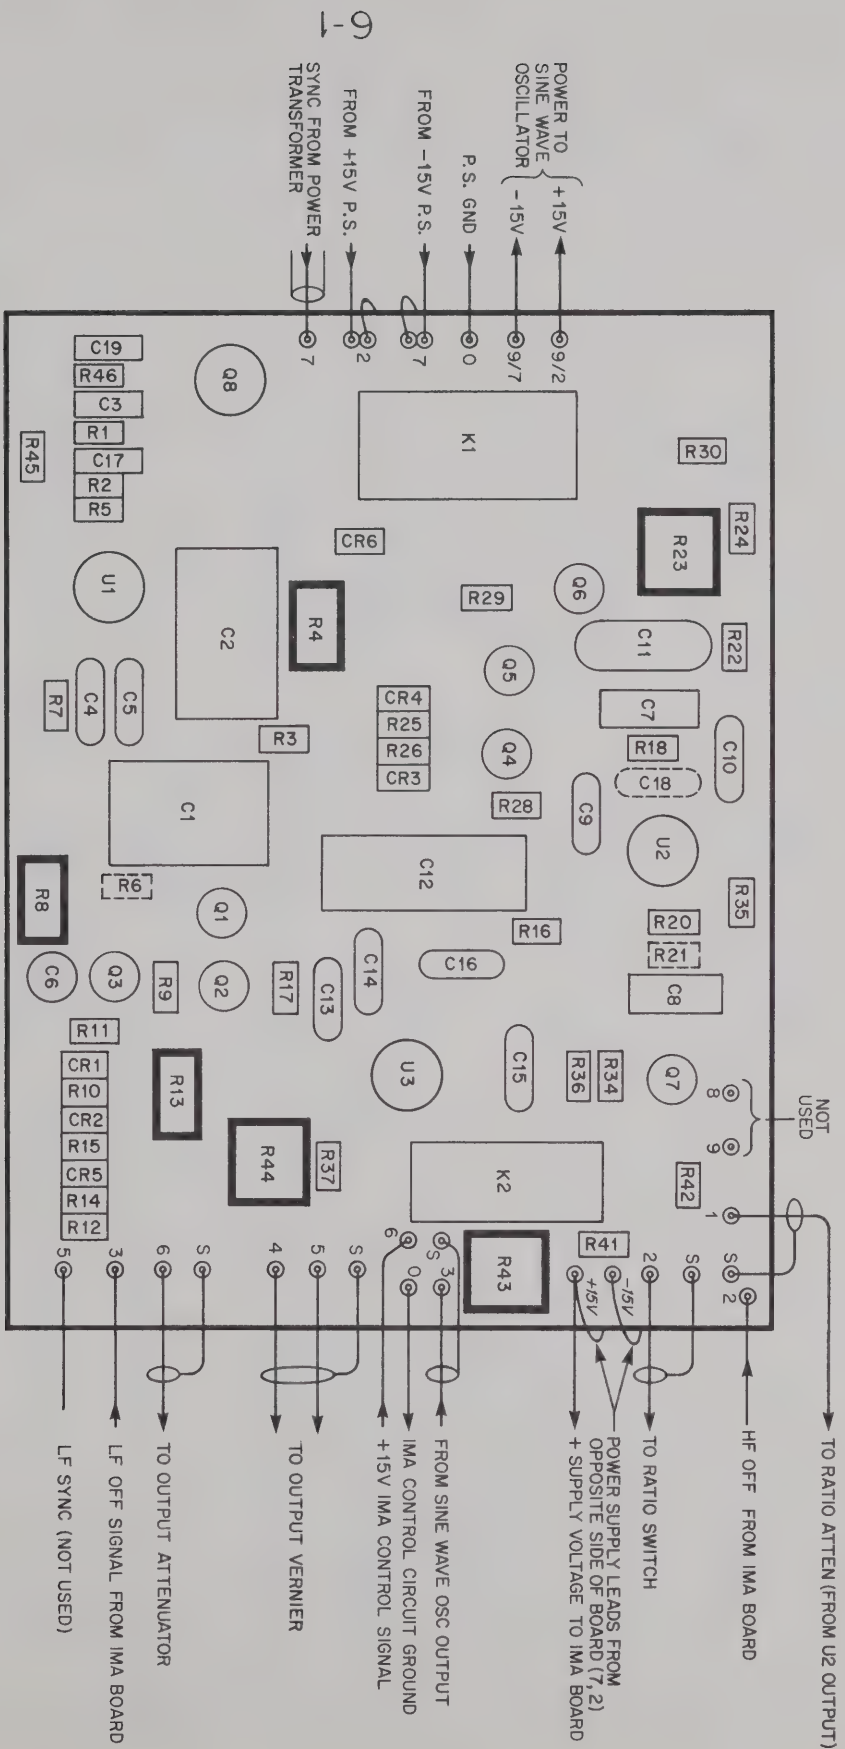 6-1
POWER TO
SINE WAVE
OSCILLATOR
+15V
-15V
P.S. GND
FROM -15V P.S.
FROM +15V P.S.
SYNC FROM POWER
TRANSFORMER
9/2
9/7
0
7
2
7
C19
R46
C3
R1
C17
R2
R5
R45
Q8
K1
R30
R24
R23
CR6
U1
C2
R4
R29
Q6
C11
R22
Q5
C7
R7
C4
C5
R3
CR4
R25
R26
CR3
Q4
R18
C18
C10
C1
R28
C9
U2
C12
R8
R6
Q1
R16
R35
R20
R21
C6
Q3
R9
Q2
R17
C13
C14
C16
C8
R11
CR1
R10
CR2
R15
CR5
R14
R12
R13
R44
R37
U3
C15
R36
R34
Q7
8
9
NOT
USED
K2
R42
R43
R41
1
S
2
S
2
-15V
+15V
3
S
0
6
S
5
4
S
6
3
5
TO RATIO ATTEN (FROM U2 OUTPUT)
HF OFF FROM IMA BOARD
TO RATIO SWITCH
POWER SUPPLY LEADS FROM
OPPOSITE SIDE OF BOARD (7,2)
+ SUPPLY VOLTAGE TO IMA BOARD
FROM SINE WAVE OSC OUTPUT
IMA CONTROL CIRCUIT GROUND
+15V IMA CONTROL SIGNAL
TO OUTPUT VERNIER
TO OUTPUT ATTENUATOR
LF OFF SIGNAL FROM IMA BOARD
LF SYNC (NOT USED)